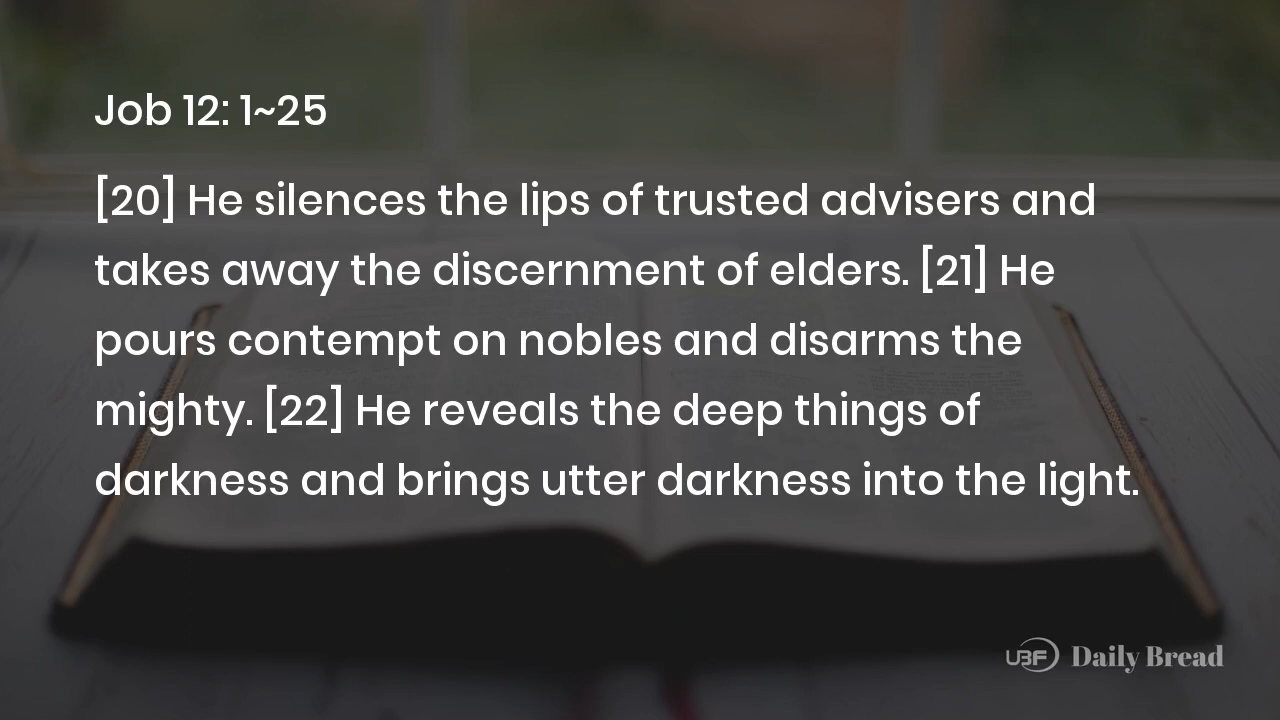 Job 12: 1~25
[20] He silences the lips of trusted advisers and
takes away the discernment of elders. [21] He
pours contempt on nobles and disarms the
mighty. [22] He reveals the deep things of
darkness and brings utter darkness into the light.
UBF Daily Bread